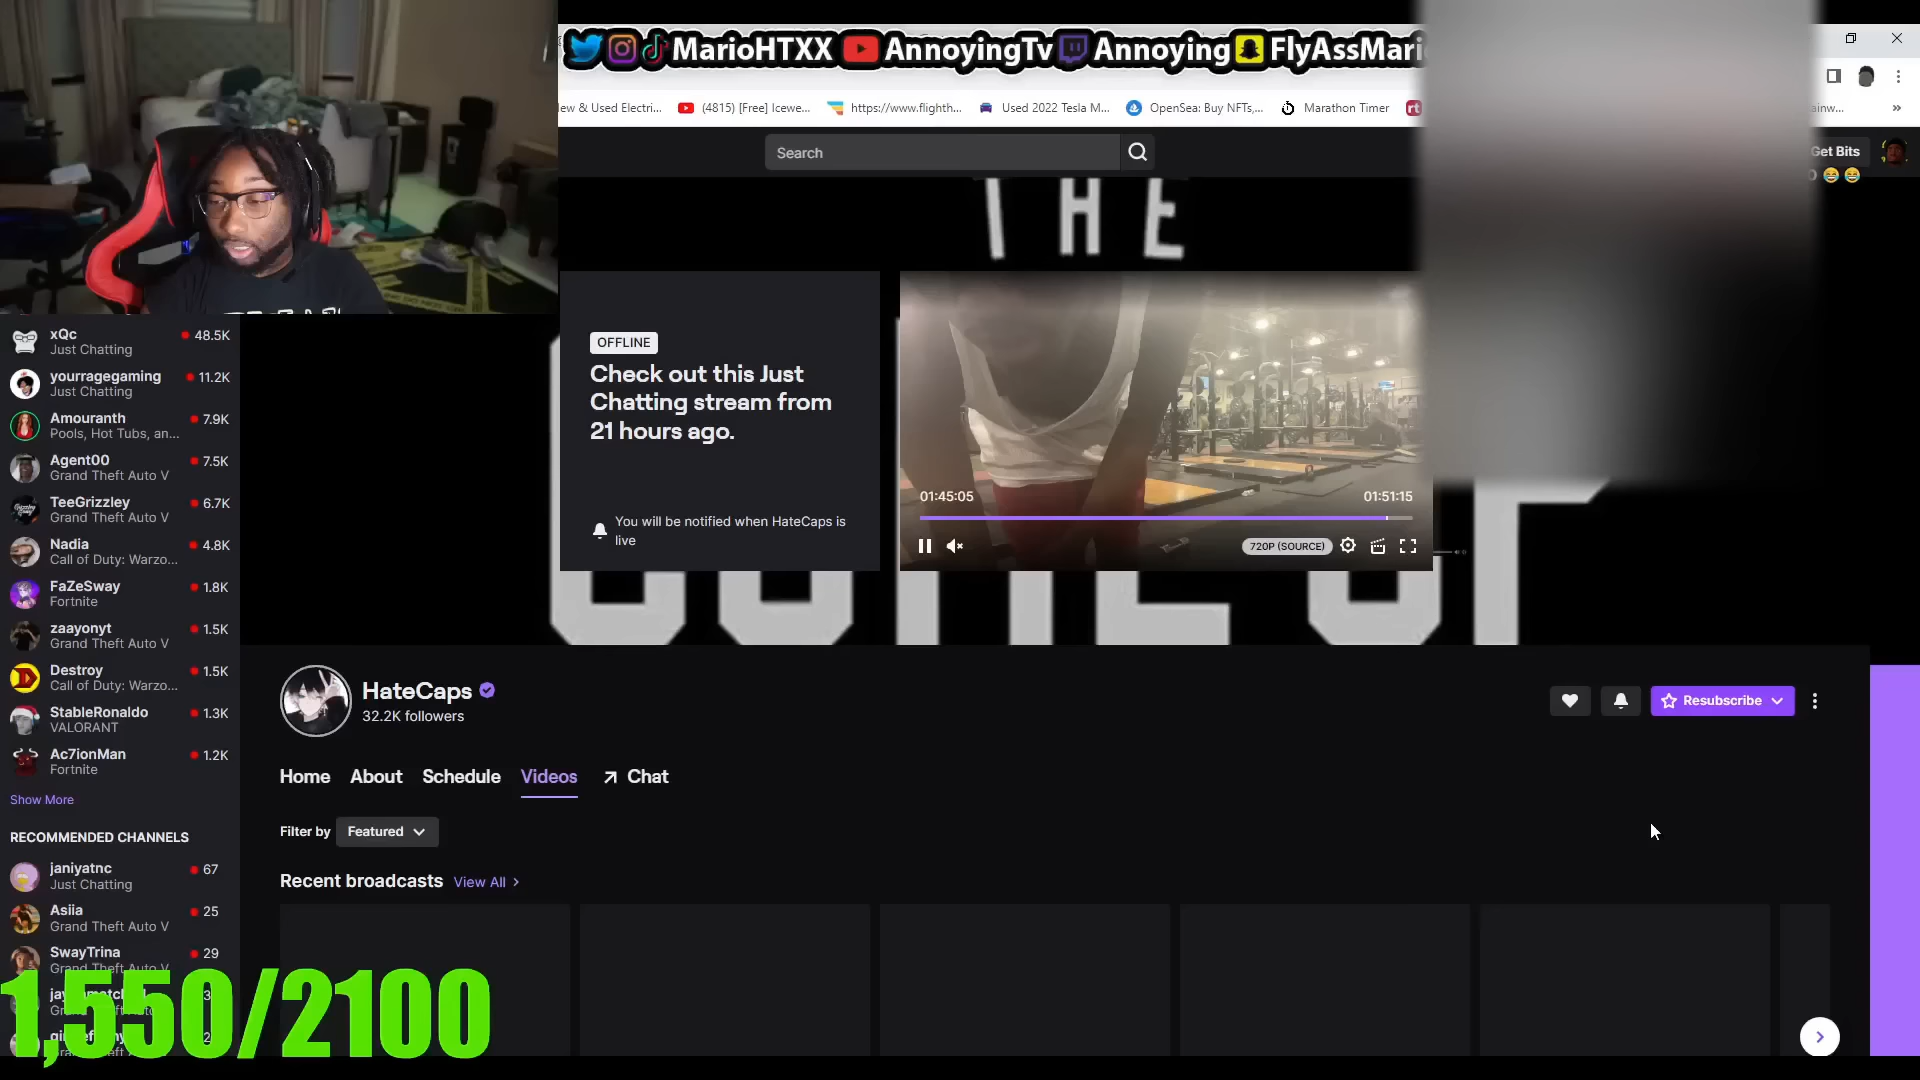 MarioHTXX AnnoyingTv Annoying FlyAssMari
ew & Used Electri...
(4815) [Free] Icewe...
https://www.flighth...
Used 2022 Tesla M...
OpenSea: Buy NFTs,...
Marathon Timer
rt
ainw...
»
Search
Get Bits
THE
OFFLINE
Check out this Just
Chatting stream from
21 hours ago.
You will be notified when HateCaps is
live
01:45:05
01:51:15
720P (SOURCE)
xQc
48.5K
Just Chatting
yourragegaming
11.2K
Just Chatting
Amouranth
7.9K
Pools, Hot Tubs, an...
Agent00
7.5K
Grand Theft Auto V
TeeGrizzley
6.7K
Grand Theft Auto V
Nadia
4.8K
Call of Duty: Warzo...
FaZeSway
1.8K
Fortnite
zaayonyt
1.5K
Grand Theft Auto V
Destroy
1.5K
Call of Duty: Warzo...
StableRonaldo
1.3K
VALORANT
Ac7ionMan
1.2K
Fortnite
Show More
RECOMMENDED CHANNELS
janiyatnc
67
Just Chatting
Asiia
25
Grand Theft Auto V
SwayTrina
29
Grand Theft Auto V
1,550/2100
HateCaps
32.2K followers
Resubscribe
Home About Schedule Videos Chat
Filter by Featured
Recent broadcasts View All